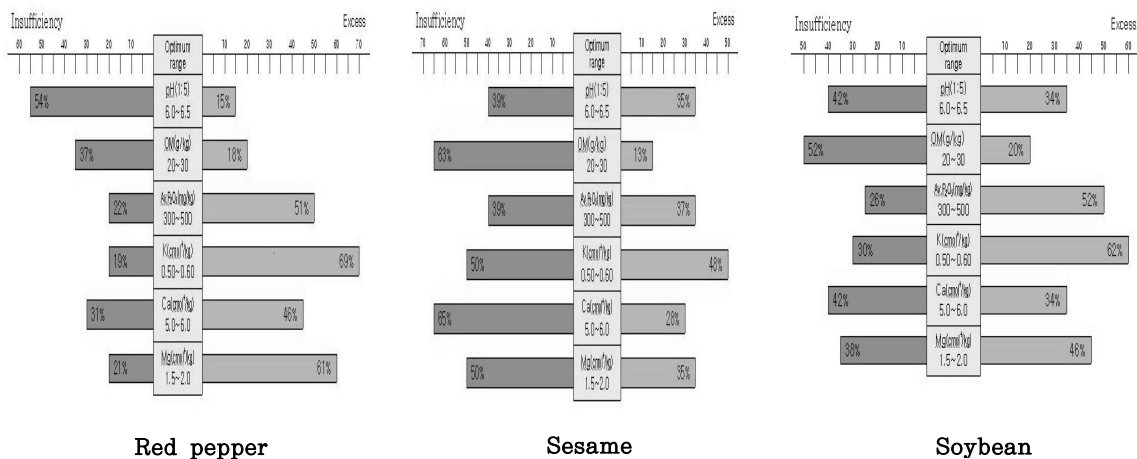 Insufficiency Excess
60 50 40 30 20 10 Optimum 10 20 30 40 50 60 70
range
54% pH(1:5) 15%
6.0~6.5
37% OM(g/kg) 18%
20~30
22% Av.P₂O₅(mg/kg) 51%
300~500
19% K(cmol⁺/kg) 69%
0.50~0.60
31% Ca(cmol⁺/kg) 46%
5.0~6.0
21% Mg(cmol⁺/kg) 61%
1.5~2.0
Red pepper
Insufficiency Excess
70 60 50 40 30 20 10 Optimum 10 20 30 40 50
range
39% pH(1:5) 35%
6.0~6.5
63% OM(g/kg) 13%
20~30
39% Av.P₂O₅(mg/kg) 37%
300~500
50% K(cmol⁺/kg) 48%
0.50~0.60
65% Ca(cmol⁺/kg) 28%
5.0~6.0
50% Mg(cmol⁺/kg) 35%
1.5~2.0
Sesame
Insufficiency Excess
50 40 30 20 10 Optimum 10 20 30 40 50 60
range
42% pH(1:5) 34%
6.0~6.5
52% OM(g/kg) 20%
20~30
26% Av.P₂O₅(mg/kg) 52%
300~500
30% K(cmol⁺/kg) 62%
0.50~0.60
42% Ca(cmol⁺/kg) 34%
5.0~6.0
38% Mg(cmol⁺/kg) 46%
1.5~2.0
Soybean